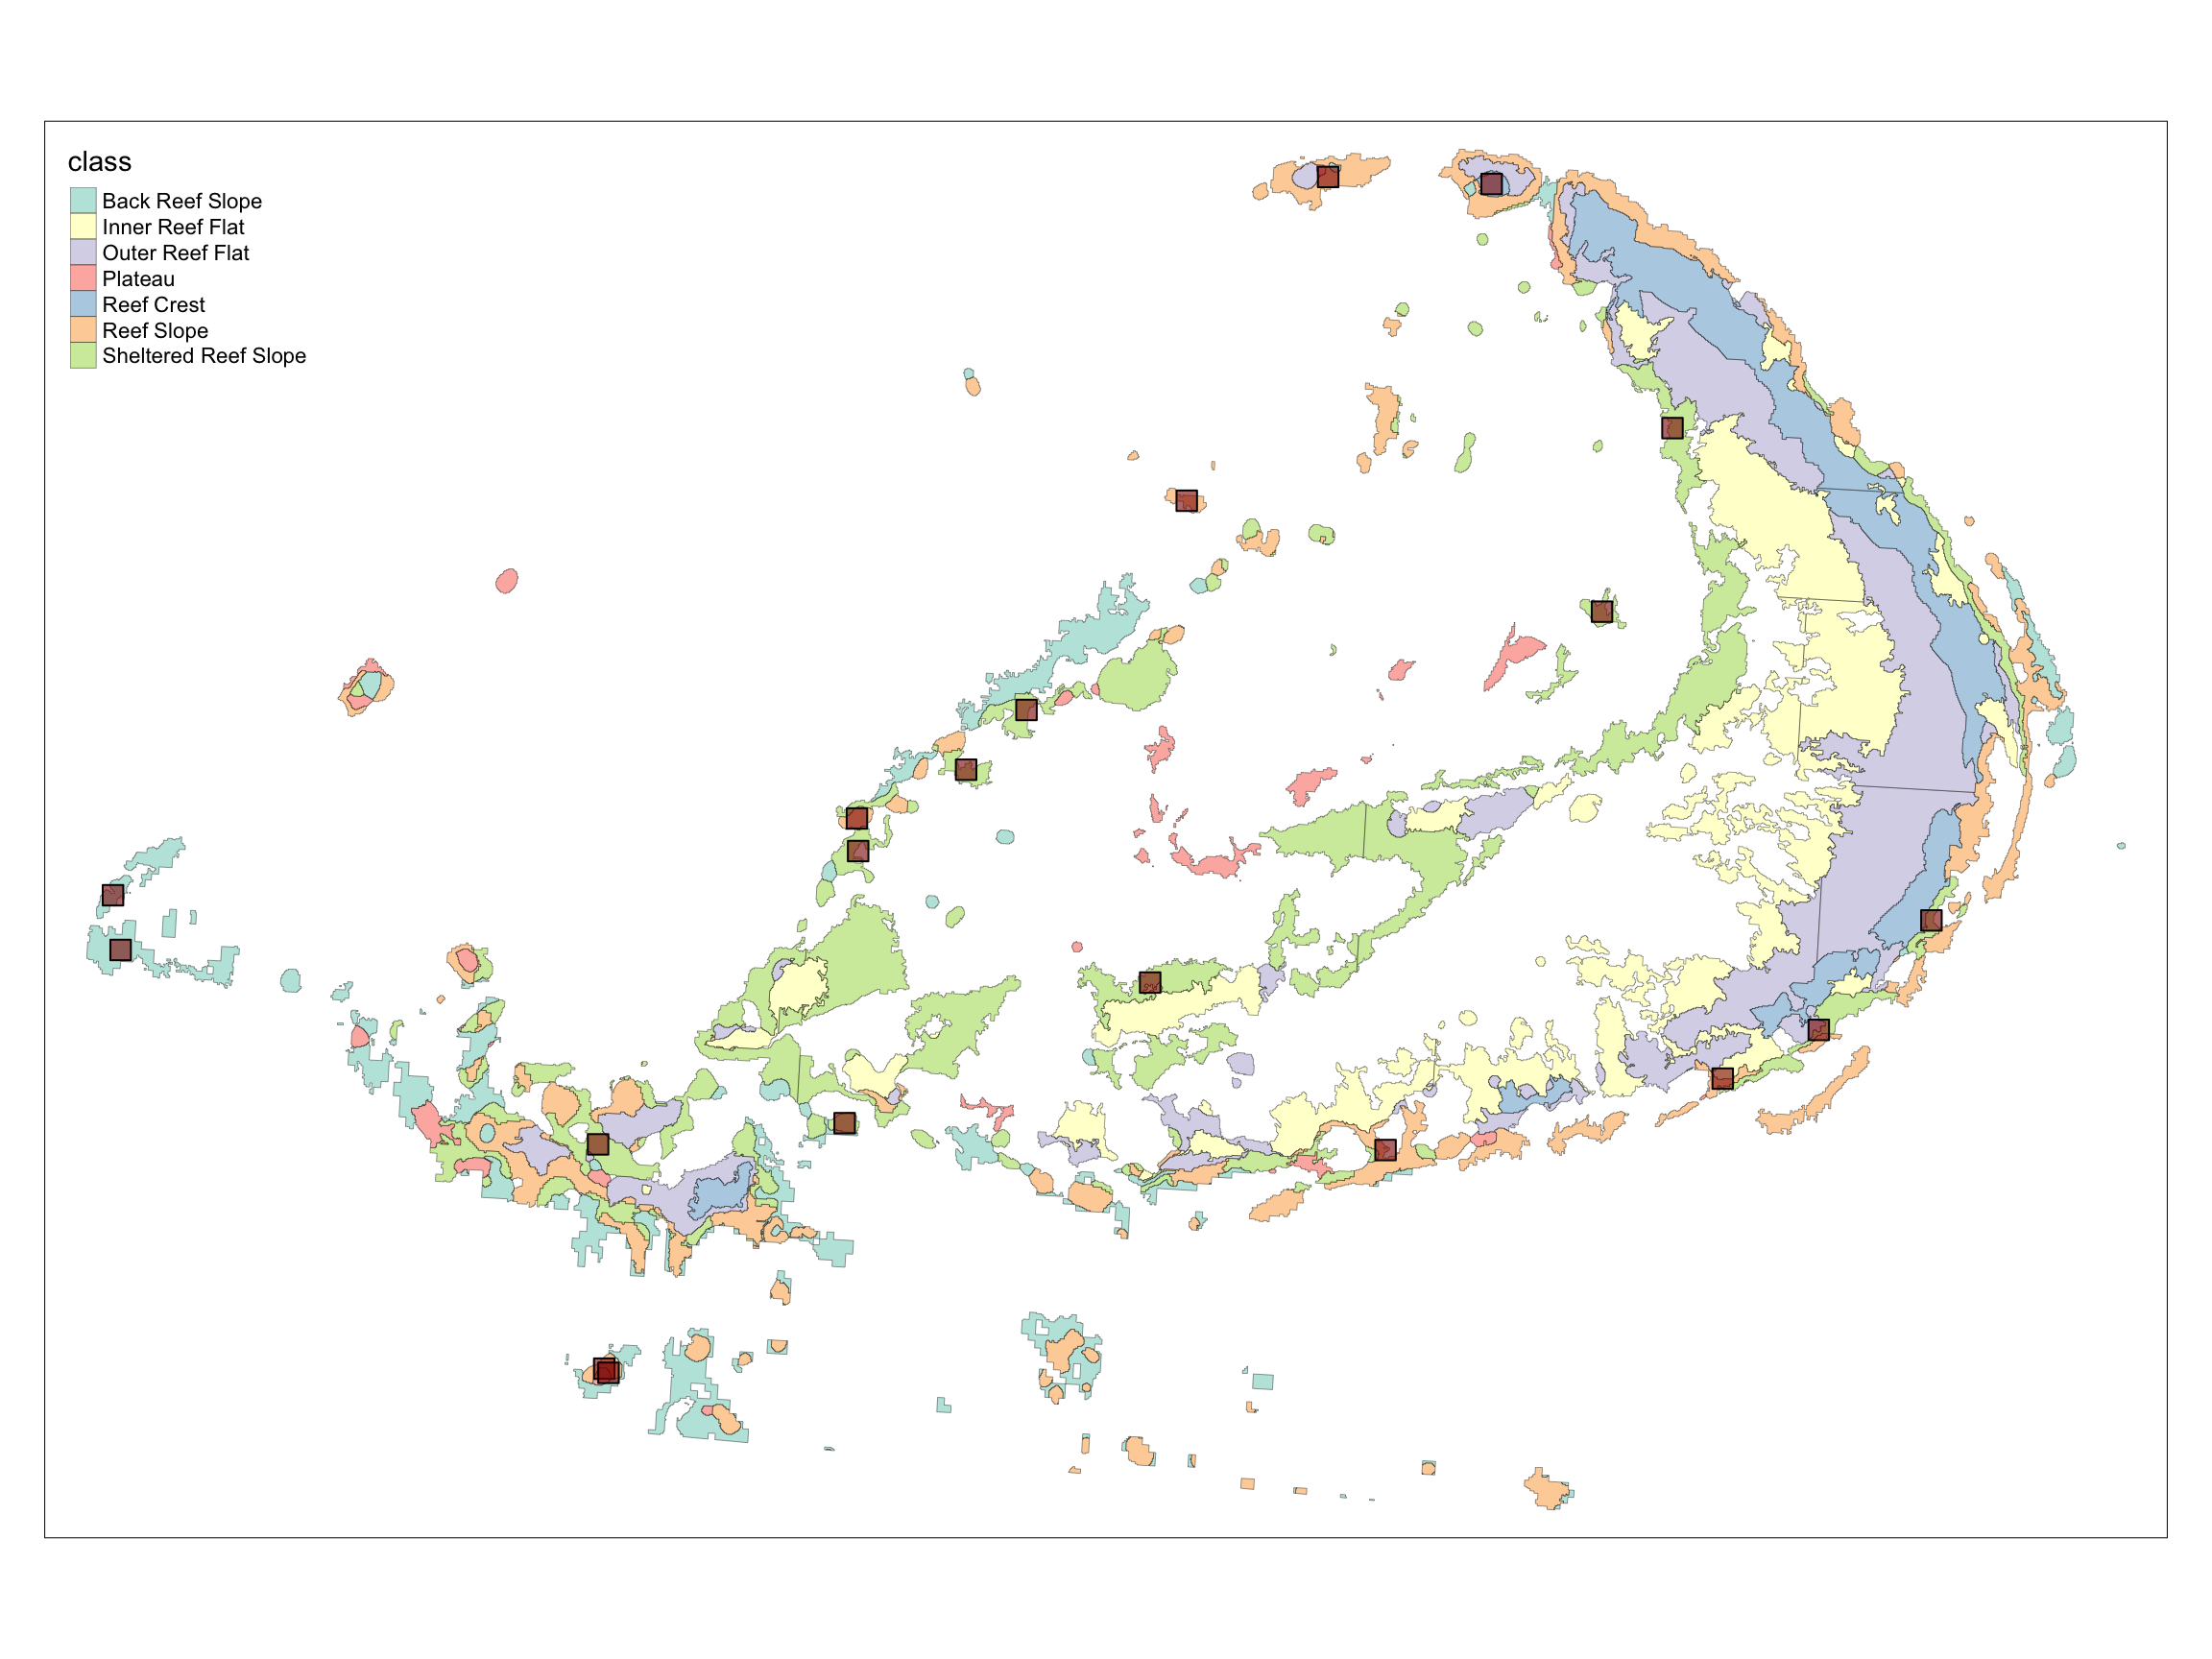 class
Back Reef Slope
Inner Reef Flat
Outer Reef Flat
Plateau
Reef Crest
Reef Slope
Sheltered Reef Slope